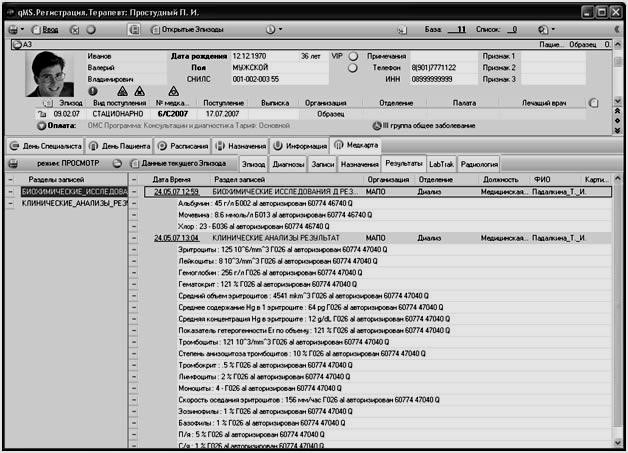 qMS.Регистрация.Терапевт: Простудный П. И.
Ввод Открытые Эпизоды База: 11 Список: 0
А3 Пацие... Образец 0.
Иванов Дата рождения 12.12.1970 36 лет VIP Примечания Признак 1
Валерий Пол МУЖСКОЙ Телефон 8(901)7771122 Признак 2
Владимирович СНИЛС 001-002-003 55 ИНН 08999999999 Признак 3
Эпизод Вид поступления № медка... Поступление Выписка Организация Отделение Палата Лечащий врач
09.02.07 СТАЦИОНАРНО 6/С2007 17.07.2007 Образец
Оплата: ОМС Программа: Консультации и диагностика Тариф: Основной III группа общее заболевание
День Специалиста День Пациента Расписания Назначения Информация Медкарта
режим: ПРОСМОТР Данные текущего Эпизода Эпизод Диагнозы Записи Назначения Результаты LabTrak Радиология
Разделы записей Дата Время Раздел записей Организация Отделение Должность ФИО Карти...
БИОХИМИЧЕСКИЕ_ИССЛЕДОВА 24.05.07 12:59 БИОХИМИЧЕСКИЕ ИССЛЕДОВАНИЯ Д РЕЗ... МАПО Диализ Медицинская... Падалкина_Т._И.
КЛИНИЧЕСКИЕ_АНАЛИЗЫ_РЕЗУ Альбумин : 45 г/л Б002 al авторизирован 60774 46740 Q
Мочевина : 8.6 ммоль/л Б013 al авторизирован 60774 46740 Q
Хлор : 23 - Б036 al авторизирован 60774 46740 Q
24.05.07 13:04 КЛИНИЧЕСКИЕ АНАЛИЗЫ РЕЗУЛЬТАТ МАПО Диализ Медицинская... Падалкина_Т._И.
Эритроциты : 125 10^6/mm^3 Г026 al авторизирован 60774 47040 Q
Лейкоциты : 8 10^3/mm^3 Г026 al авторизирован 60774 47040 Q
Гемоглобин : 256 г/л Г026 al авторизирован 60774 47040 Q
Гематокрит : 121 % Г026 al авторизирован 60774 47040 Q
Средний объем эритроцитов : 4541 mkm^3 Г026 al авторизирован 60774 47040 Q
Среднее содержание Hg в 1 эритроците : 64 pg Г026 al авторизирован 60774 47040 Q
Средняя концентрация Hg в эритроците : 12 g/dL Г026 al авторизирован 60774 47040 Q
Показатель гетерогенности Er по объему : 121 % Г026 al авторизирован 60774 47040 Q
Тромбоциты : 121 10^3/mm^3 Г026 al авторизирован 60774 47040 Q
Степень анизоцитоза тромбоцитов : 10 % Г026 al авторизирован 60774 47040 Q
Тромбокрит : .5 % Г026 al авторизирован 60774 47040 Q
Лимфоциты : 2 % Г026 al авторизирован 60774 47040 Q
Моноциты : 4 - Г026 al авторизирован 60774 47040 Q
Скорость оседания эритроцитов : 156 мм/час Г026 al авторизирован 60774 47040 Q
Эозинофилы : 1 % Г026 al авторизирован 60774 47040 Q
Базофилы : 1 % Г026 al авторизирован 60774 47040 Q
П/я : 5 % Г026 al авторизирован 60774 47040 Q
С/я : 1 % Г026 al авторизирован 60774 47040 Q